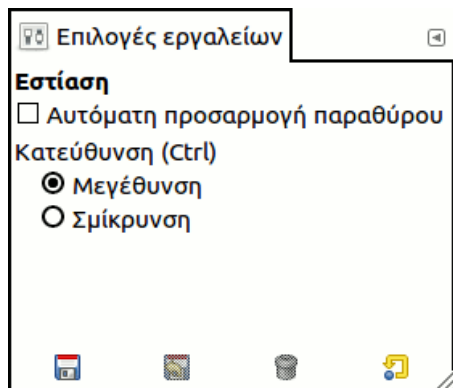 Επιλογές εργαλείων
Εστίαση
Αυτόματη προσαρμογή παραθύρου
Κατεύθυνση (Ctrl)
Μεγέθυνση
Σμίκρυνση